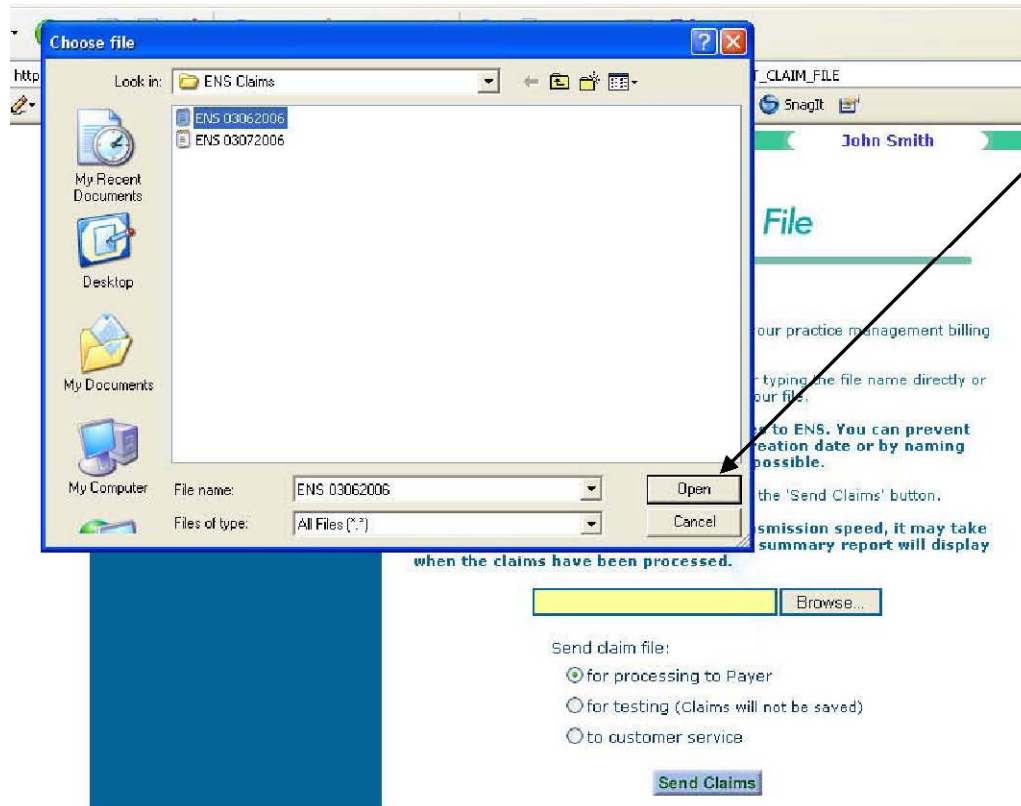 Choose file
http
T_CLAIM_FILE
Look in:
ENS Claims
SnagIt
ENS 03062006
ENS 03072006
John Smith
My Recent
Documents
File
Desktop
our practice management billing
My Documents
typing the file name directly or
our file.
to ENS. You can prevent
eation date or by naming
possible.
My Computer
File name:
ENS 03062006
Open
the 'Send Claims' button.
Files of type:
All Files (*.*)
Cancel
smission speed, it may take
summary report will display
when the claims have been processed.
Browse...
Send claim file:
for processing to Payer
for testing (Claims will not be saved)
to customer service
Send Claims